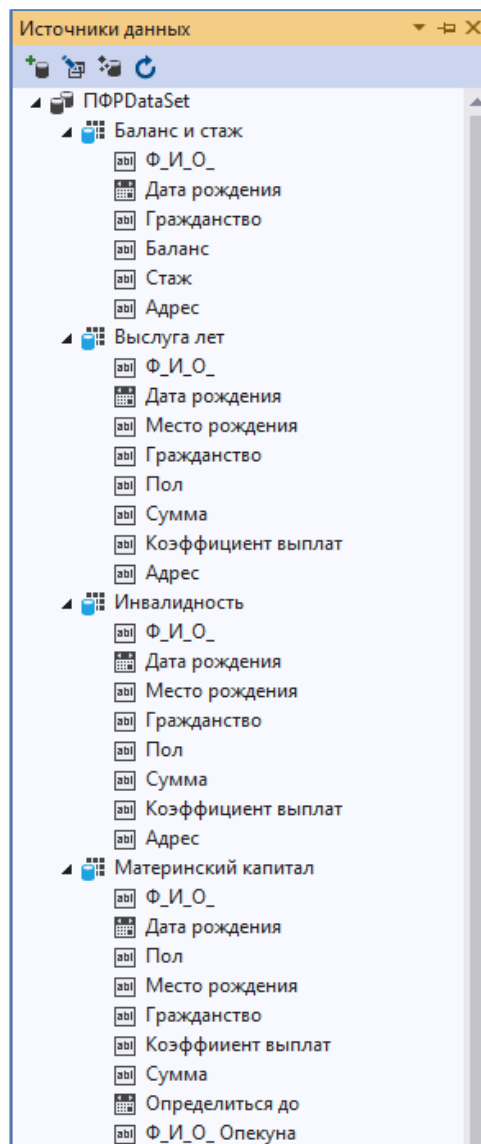 Источники данных
ПФРDataSet
Баланс и стаж
Ф_И_О_
Дата рождения
Гражданство
Баланс
Стаж
Адрес
Выслуга лет
Ф_И_О_
Дата рождения
Место рождения
Гражданство
Пол
Сумма
Коэффициент выплат
Адрес
Инвалидность
Ф_И_О_
Дата рождения
Место рождения
Гражданство
Пол
Сумма
Коэффициент выплат
Адрес
Материнский капитал
Ф_И_О_
Дата рождения
Пол
Место рождения
Гражданство
Коэффииент выплат
Сумма
Определиться до
Ф_И_О_ Опекуна